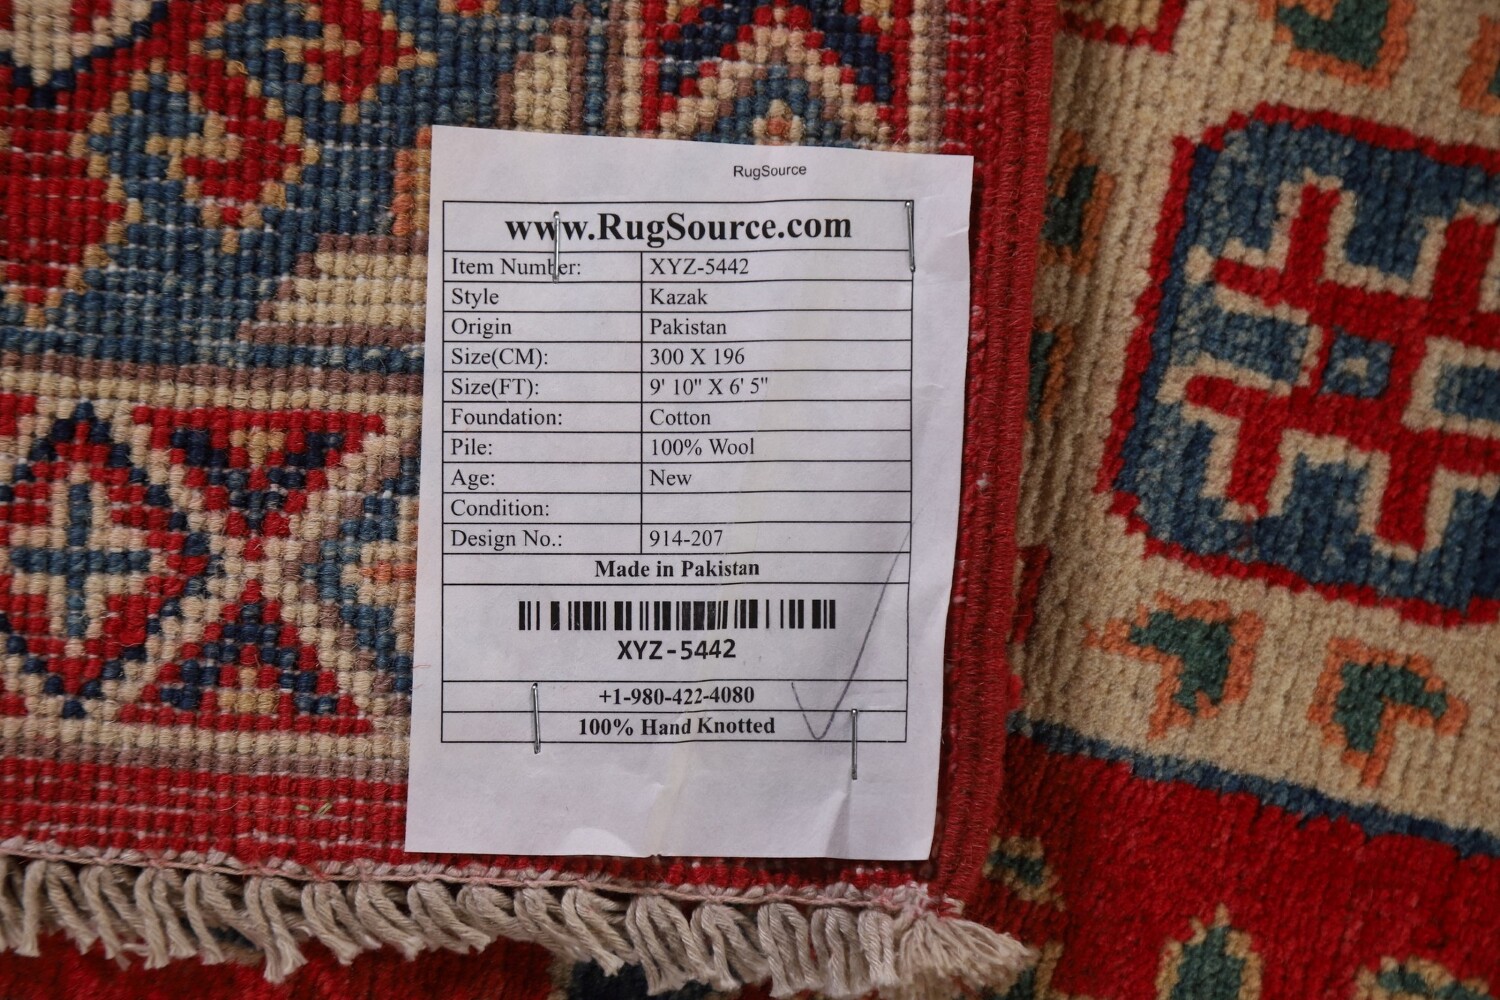 RugSource
www.RugSource.com
Item Number: XYZ-5442
Style Kazak
Origin Pakistan
Size(CM): 300 X 196
Size(FT): 9' 10" X 6' 5"
Foundation: Cotton
Pile: 100% Wool
Age: New
Condition:
Design No.: 914-207
Made in Pakistan
XYZ-5442
+1-980-422-4080
100% Hand Knotted